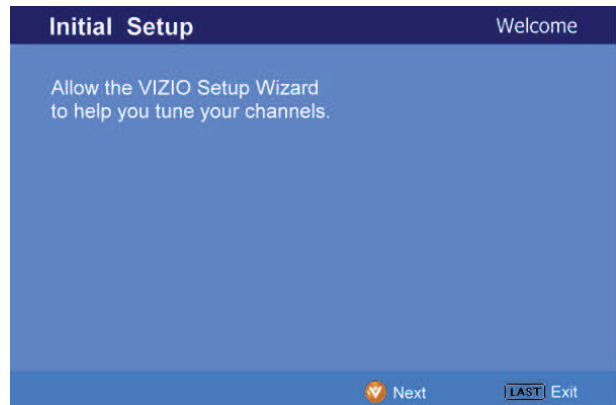 Initial Setup Welcome
Allow the VIZIO Setup Wizard
to help you tune your channels.
Next LAST Exit